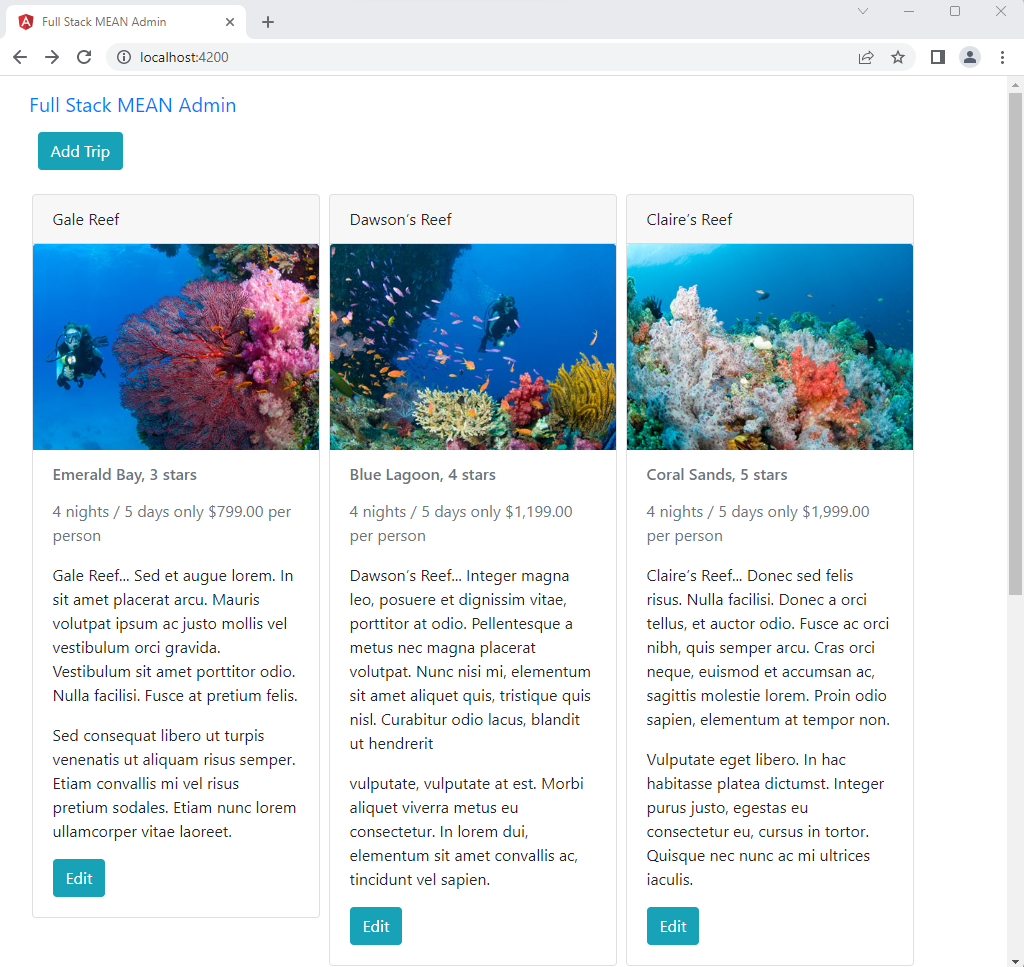 Full Stack MEAN Admin
localhost:4200
Full Stack MEAN Admin
Add Trip
Gale Reef
Emerald Bay, 3 stars
4 nights / 5 days only $799.00 per
person
Gale Reef... Sed et augue lorem. In
sit amet placerat arcu. Mauris
volutpat ipsum ac justo mollis vel
vestibulum orci gravida.
Vestibulum sit amet porttitor odio.
Nulla facilisi. Fusce at pretium felis.
Sed consequat libero ut turpis
venenatis ut aliquam risus semper.
Etiam convallis mi vel risus
pretium sodales. Etiam nunc lorem
ullamcorper vitae laoreet.
Edit
Dawson's Reef
Blue Lagoon, 4 stars
4 nights / 5 days only $1,199.00
per person
Dawson's Reef... Integer magna
leo, posuere et dignissim vitae,
porttitor at odio. Pellentesque a
metus nec magna placerat
volutpat. Nunc nisi mi, elementum
sit amet aliquet quis, tristique quis
nisl. Curabitur odio lacus, blandit
ut hendrerit
vulputate, vulputate at est. Morbi
aliquet viverra metus eu
consectetur. In lorem dui,
elementum sit amet convallis ac,
tincidunt vel sapien.
Edit
Claire's Reef
Coral Sands, 5 stars
4 nights / 5 days only $1,999.00
per person
Claire's Reef... Donec sed felis
risus. Nulla facilisi. Donec a orci
tellus, et auctor odio. Fusce ac orci
nibh, quis semper arcu. Cras orci
neque, euismod et accumsan ac,
sagittis molestie lorem. Proin odio
sapien, elementum at tempor non.
Vulputate eget libero. In hac
habitasse platea dictumst. Integer
purus justo, egestas eu
consectetur eu, cursus in tortor.
Quisque nec nunc ac mi ultrices
iaculis.
Edit